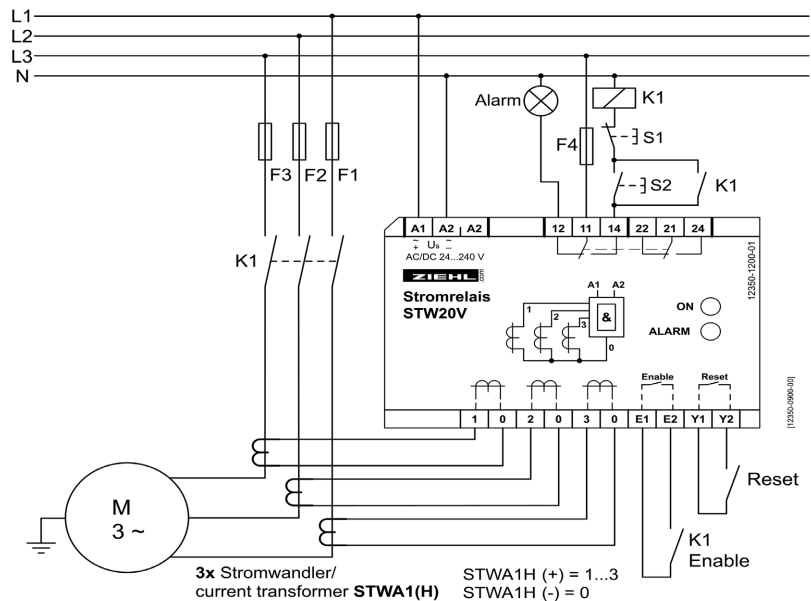 L1
L2
L3
N
Alarm
K1
S1
F4
S2
K1
F3 F2 F1
K1
A1 A2 A2 12 11 14 22 21 24
~ Us ~
+ −
AC/DC 24...240 V
ZIEHL.com
Stromrelais
STW20V
A1 A2
1
2
3
&
0
ON
ALARM
12350-1200-01
[12350-0900-00]
Enable Reset
1 0 2 0 3 0 E1 E2 Y1 Y2
Reset
K1
Enable
M
3 ~
3x Stromwandler/
current transformer STWA1(H)
STWA1H (+) = 1...3
STWA1H (-) = 0